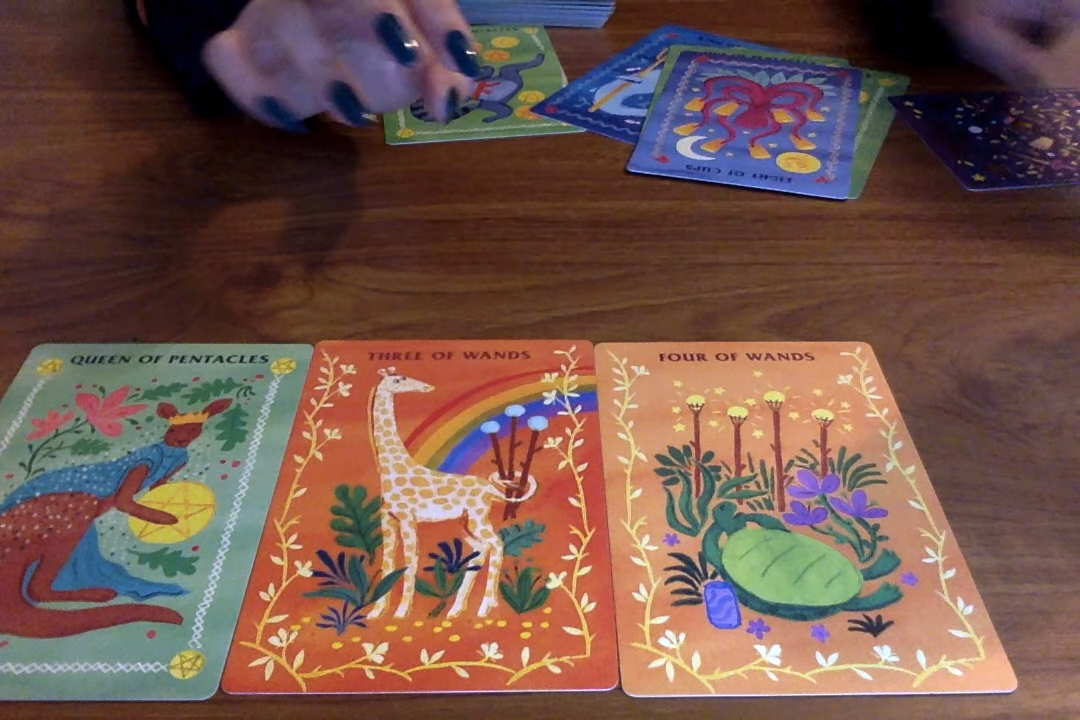 EIGHT OF CUPS
QUEEN OF PENTACLES
THREE OF WANDS
FOUR OF WANDS